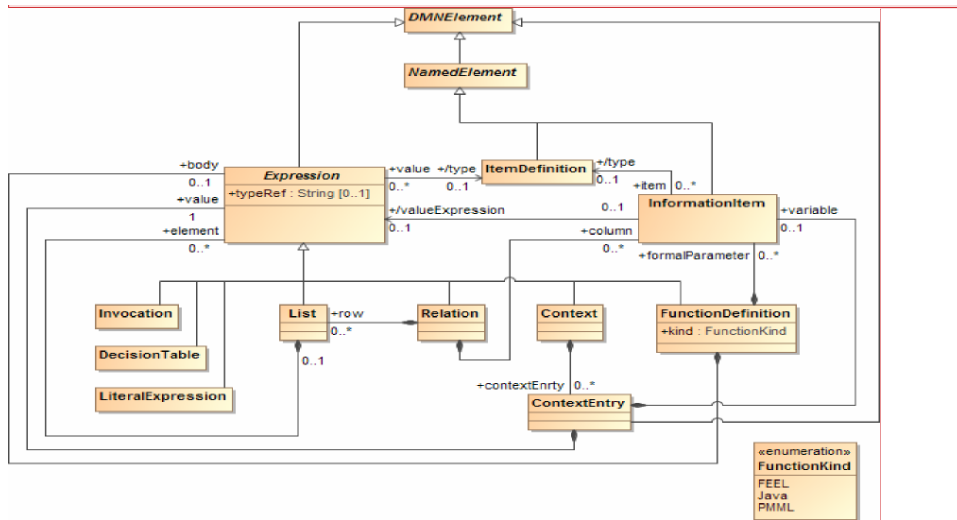 DMNElement
NamedElement
+body
0..1
Expression
+typeRef : String [0..1]
+value
1
+element
0..*
+value
0..*
+/type
0..1
ItemDefinition
+/type
0..1
+item
0..*
InformationItem
+/valueExpression
0..1
0..1
+variable
0..1
+column
0..*
+formalParameter
0..*
Invocation
List
+row
0..*
Relation
Context
FunctionDefinition
+kind : FunctionKind
DecisionTable
0..1
LiteralExpression
+contextEnrty
0..*
ContextEntry
«enumeration»
FunctionKind
FEEL
Java
PMML